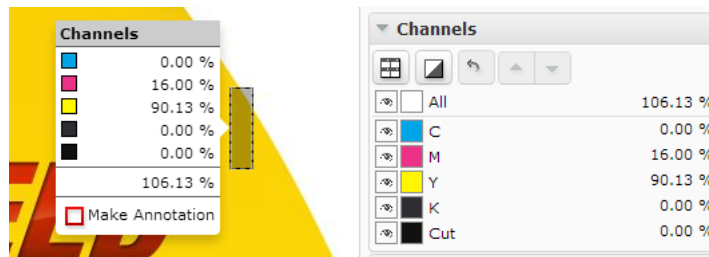 Channels
0.00 %
16.00 %
90.13 %
0.00 %
0.00 %
106.13 %
Make Annotation
ELD
Channels
All 106.13 %
C 0.00 %
M 16.00 %
Y 90.13 %
K 0.00 %
Cut 0.00 %